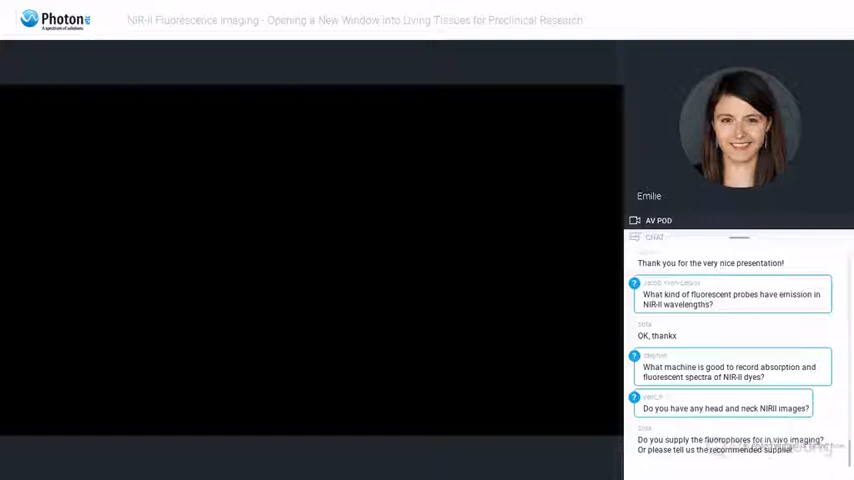 Photon etc
A spectrum of solutions.
NIR-II Fluorescence imaging - Opening a New Window into Living Tissues for Preclinical Research
Emilie
AV POD
CHAT
Thank you for the very nice presentation!
What kind of fluorescent probes have emission in
NIR-II wavelengths?
OK, thankx
What machine is good to record absorption and
fluorescent spectra of NIR-II dyes?
Do you have any head and neck NIRII images?
Do you supply the fluorophores for in vivo imaging?
Or please tell us the recommended supplier